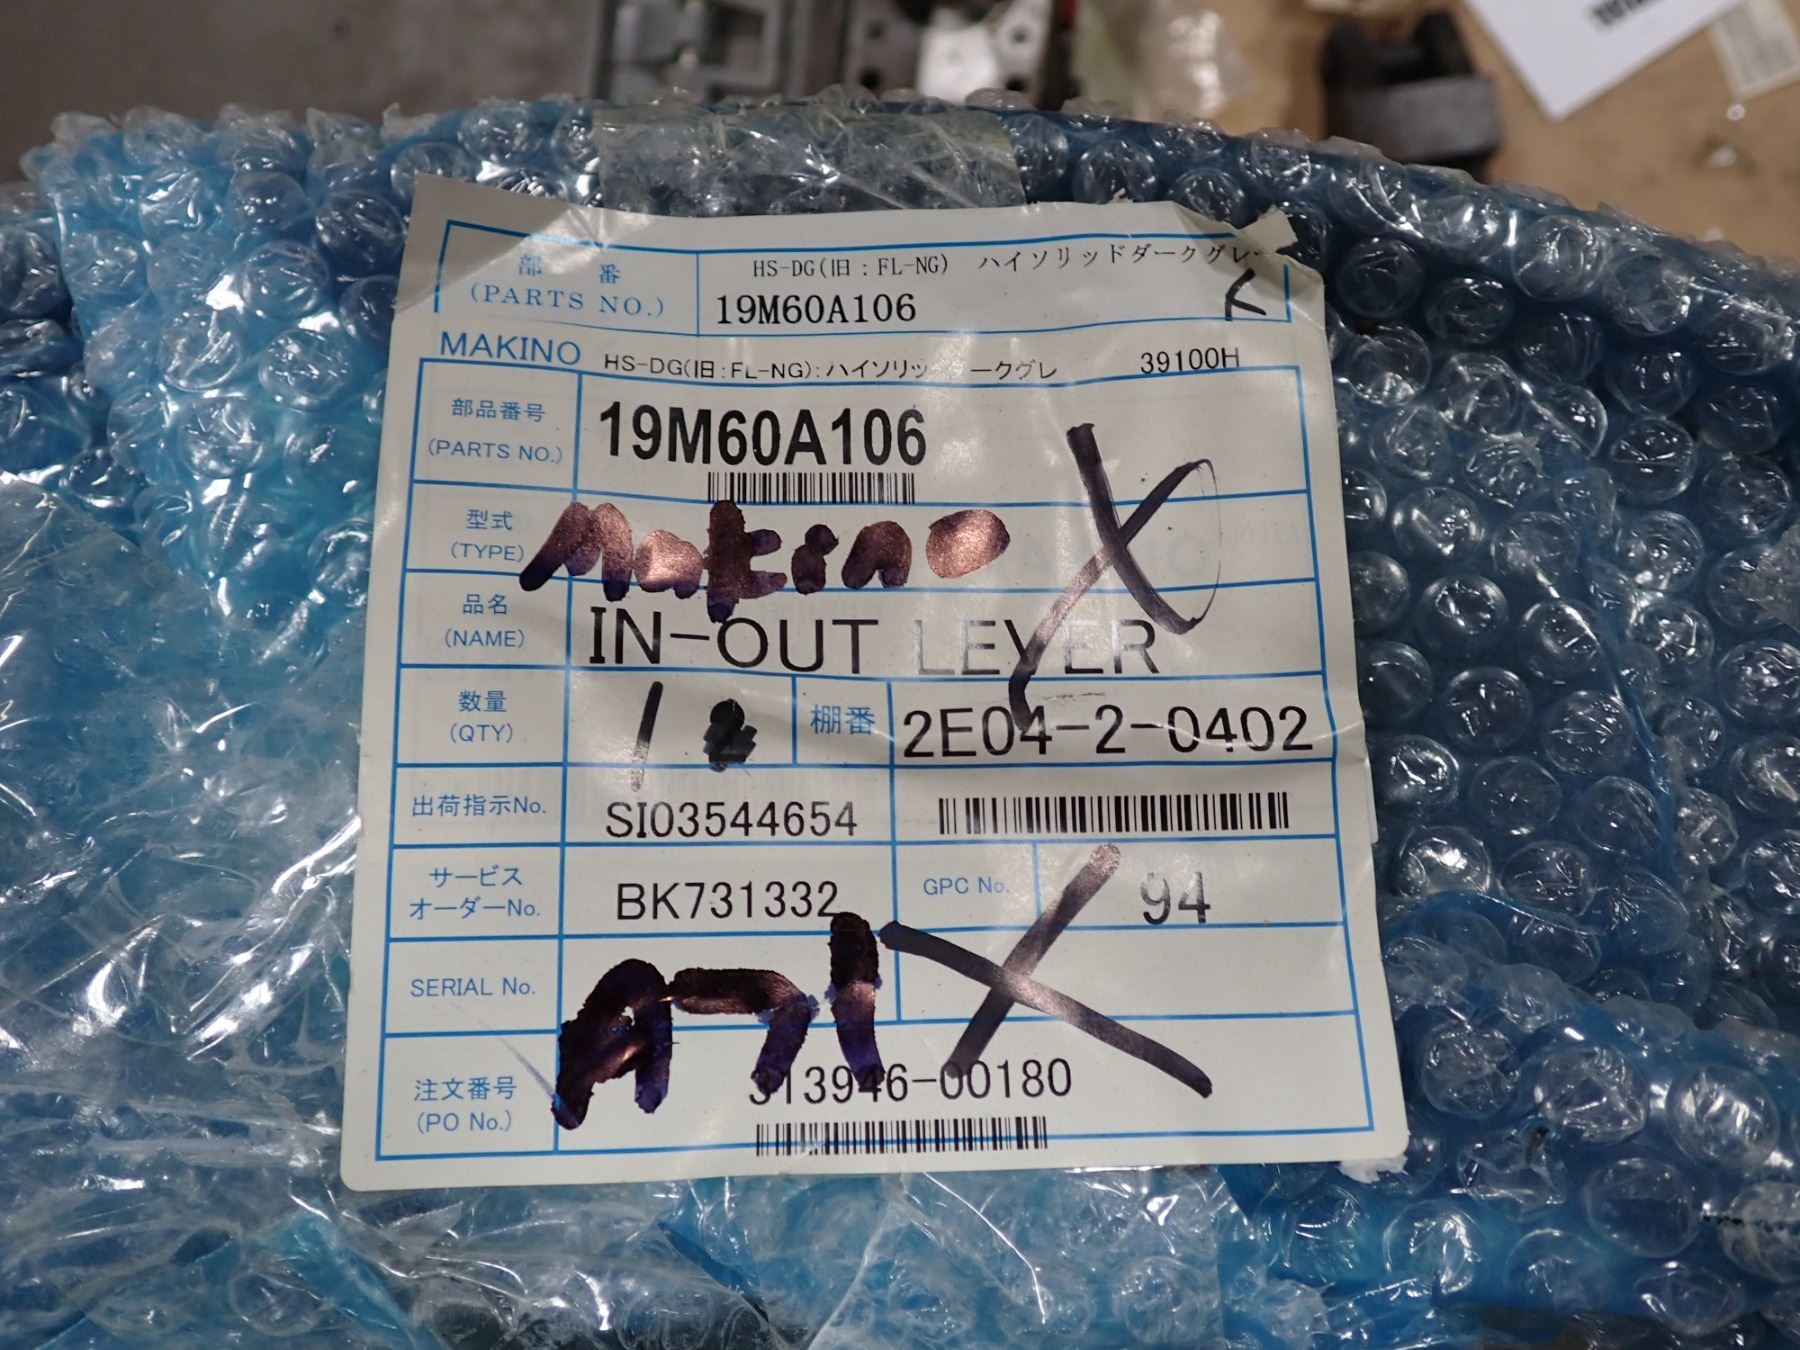 部 番 HS-DG(旧:FL-NG) ハイソリッドダークグレー
(PARTS NO.) 19M60A106
MAKINO HS-DG(旧:FL-NG):ハイソリッ ークグレ 39100H
部品番号
(PARTS NO.) 19M60A106
型式
(TYPE) Makino
品名
(NAME) IN-OUT LEVER
数量
(QTY) 1 棚番 2E04-2-0402
出荷指示No. SI03544654
サービス
オーダーNo. BK731332 GPC No. 94
SERIAL No. A71
注文番号
(PO No.) 313946-00180